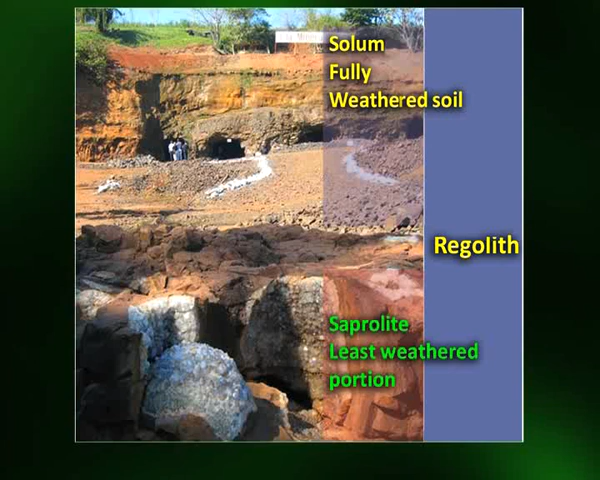 Solum
Fully
Weathered soil
Regolith
Saprolite
Least weathered
portion